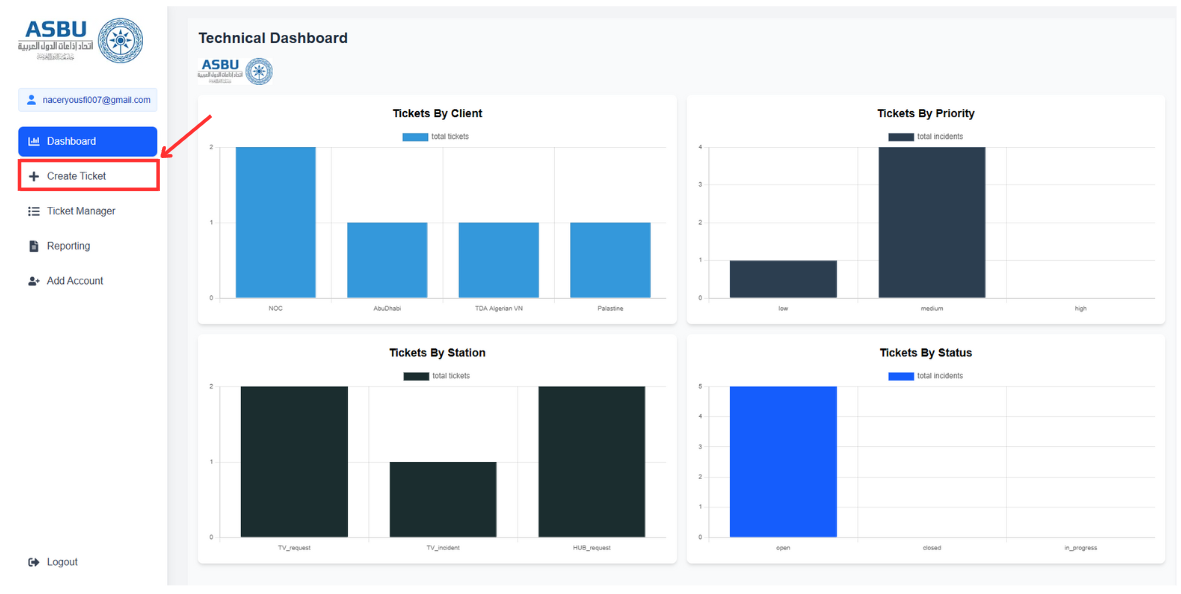 ASBU
اتحاد إذاعات الدول العربية
naceryousfi007@gmail.com
Dashboard
Create Ticket
Ticket Manager
Reporting
Add Account
Logout
Technical Dashboard
ASBU
اتحاد إذاعات الدول العربية
Tickets By Client
total tickets
2
1
0
NOC
AbuDhabi
TDA Algerian VN
Palastine
Tickets By Priority
total incidents
4
3
2
1
0
low
medium
high
Tickets By Station
total tickets
2
1
0
TV_request
TV_incident
HUB_request
Tickets By Status
total incidents
5
4
3
2
1
0
open
closed
in_progress